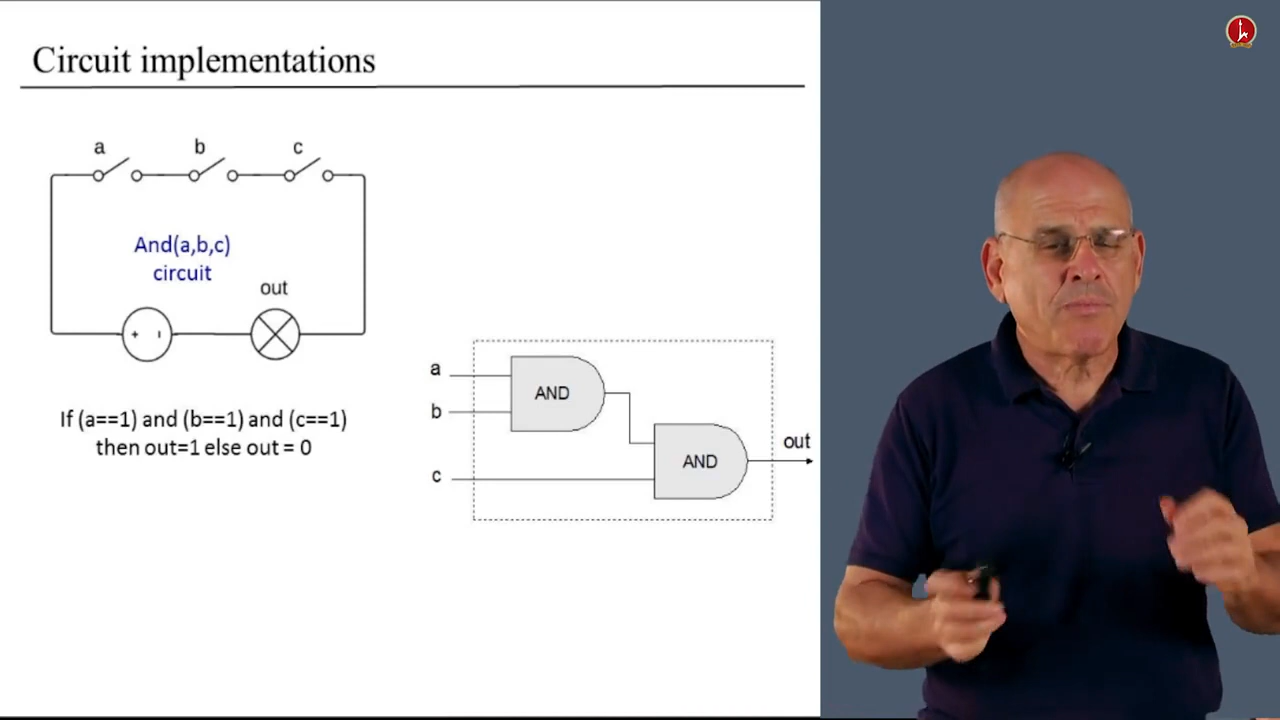 Circuit implementations
a b c
And(a,b,c)
circuit
out
+
If (a==1) and (b==1) and (c==1)
then out=1 else out = 0
a
b
c
AND
AND
out